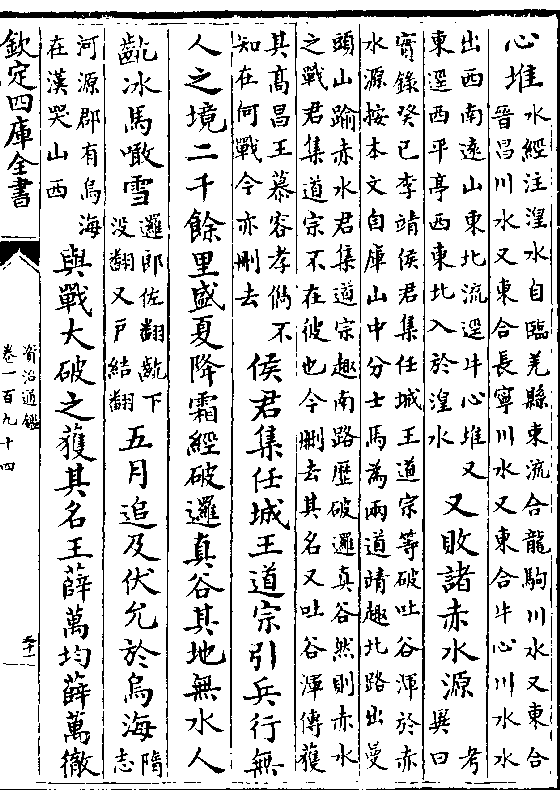 心堆水經注湟水自臨羌縣東流合龍駒川水又東合
晉昌川水又東合長寧川水又東合牛心川水水
出西南遠山東北流逕牛心堆又
東逕西平亭西東北入於湟水又敗諸赤水源考異曰
實錄癸已李靖侯君集任城王道宗等破吐谷渾於赤
水源按本文自庫山中分士馬為兩道靖趣北路出曼
頭山踰赤水君集道宗趣南路歷破邏真谷然則赤水
之戰君集道宗不在彼也今刪去其名又吐谷渾傳獲
其髙昌王慕容孝儁不
知在何戰今亦刪去侯君集任城王道宗引兵行無
人之境二千餘里盛夏降霜經破邏真谷其地無水人
齕冰馬噉雪邏郎佐翻齕下
没翻又戸結翻五月追及伏允於烏海隋志
河源郡有烏海
在漢哭山西與戰大破之獲其名王薛萬均薛萬徹
欽定四庫全書
資治通鑑
卷一百九十四